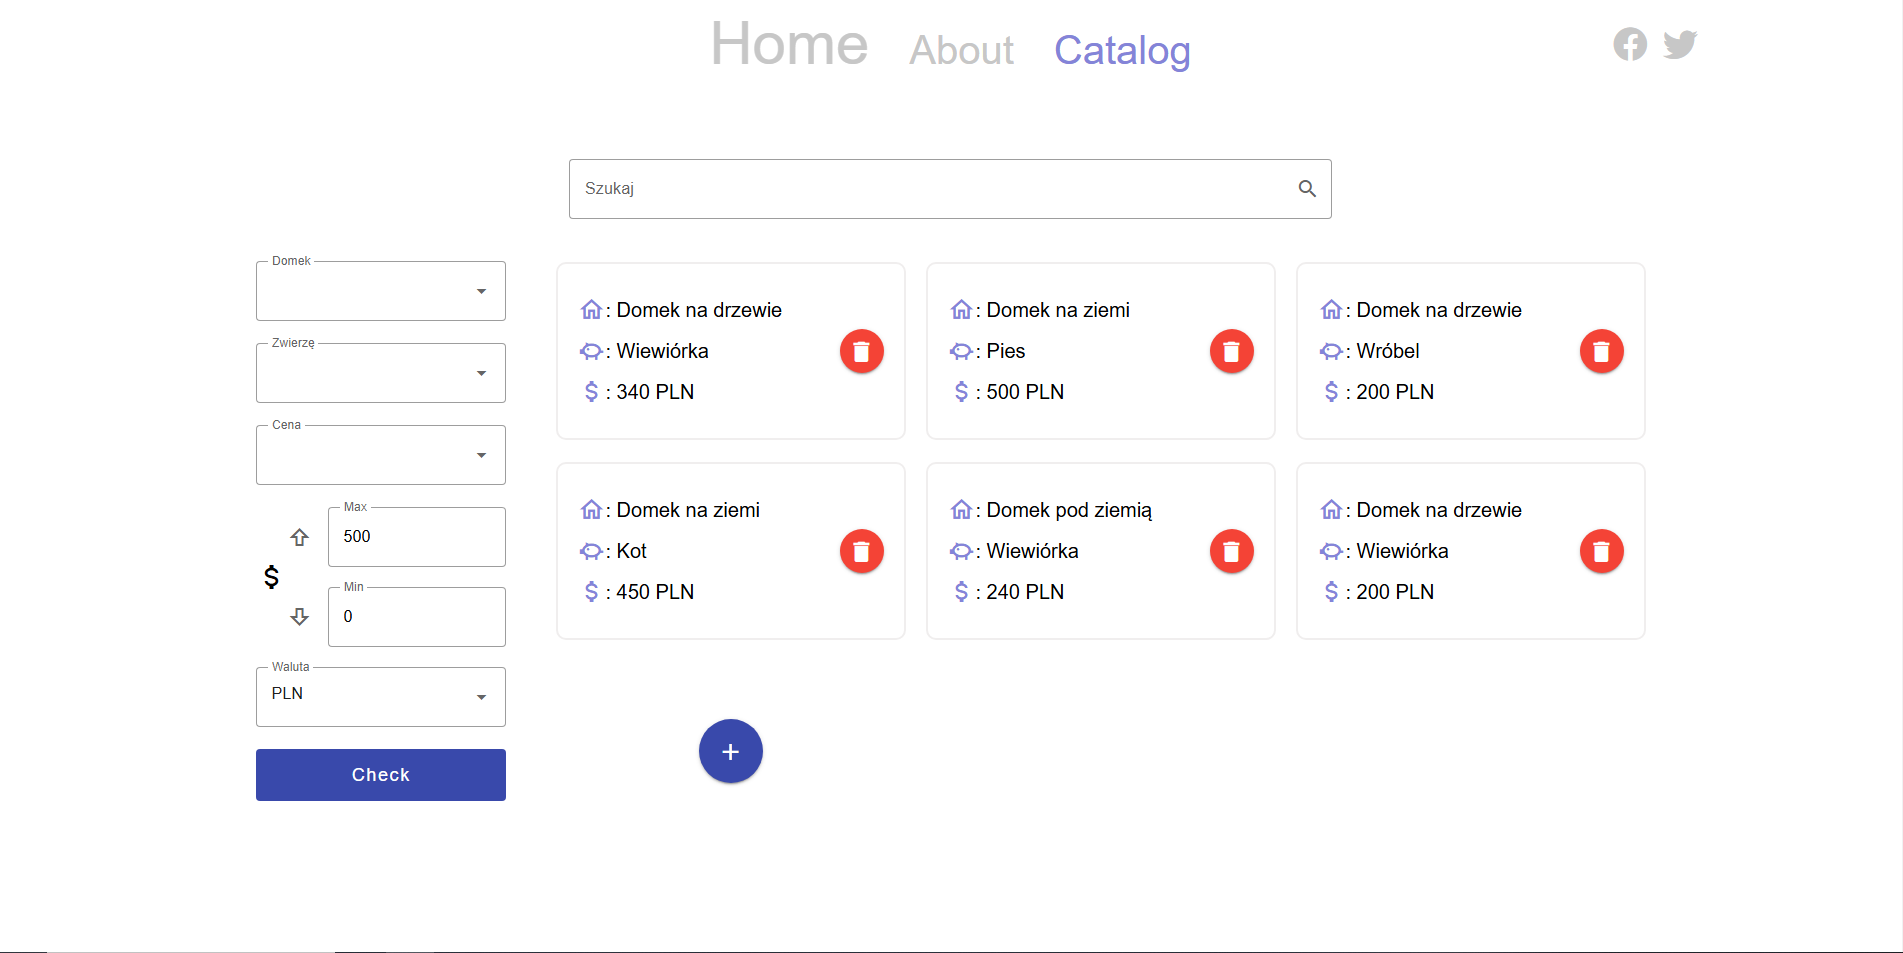 Home About Catalog
Szukaj
Domek
Zwierzę
Cena
Max
500
Min
0
Waluta
PLN
Check
: Domek na drzewie
: Wiewiórka
: 340 PLN
: Domek na ziemi
: Pies
: 500 PLN
: Domek na drzewie
: Wróbel
: 200 PLN
: Domek na ziemi
: Kot
: 450 PLN
: Domek pod ziemią
: Wiewiórka
: 240 PLN
: Domek na drzewie
: Wiewiórka
: 200 PLN